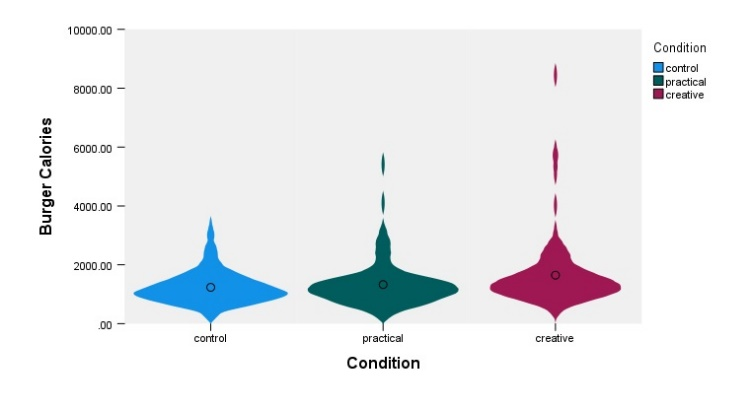 10000.00
8000.00
6000.00
4000.00
2000.00
.00
Burger Calories
control
practical
creative
Condition
Condition
control
practical
creative